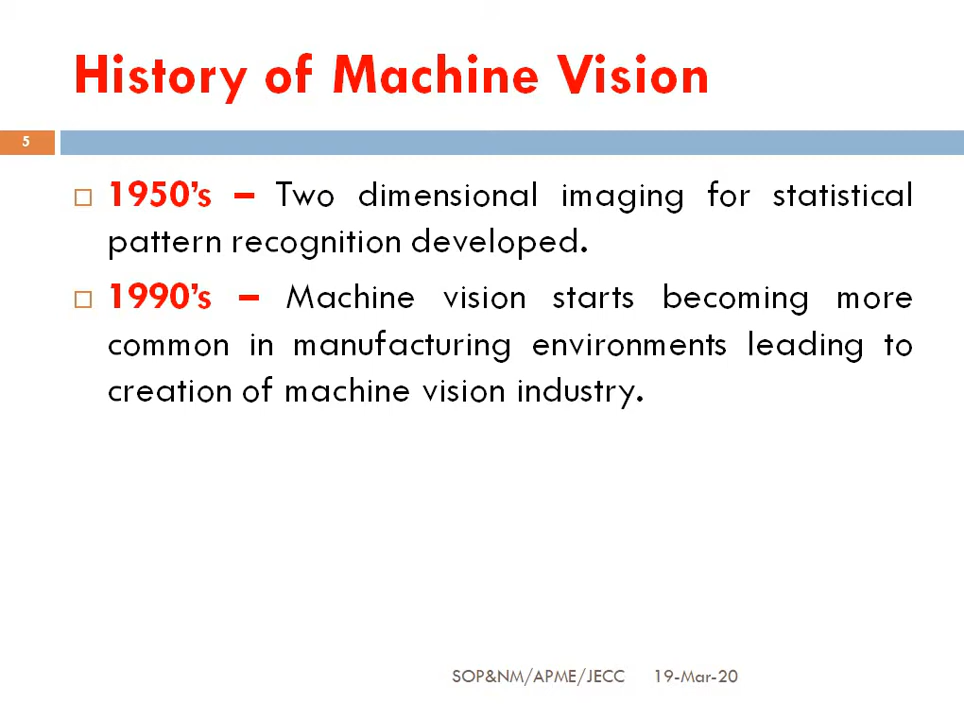 History of Machine Vision
5
1950's – Two dimensional imaging for statistical
pattern recognition developed.
1990's – Machine vision starts becoming more
common in manufacturing environments leading to
creation of machine vision industry.
SOP&NM/APME/JECC 19-Mar-20